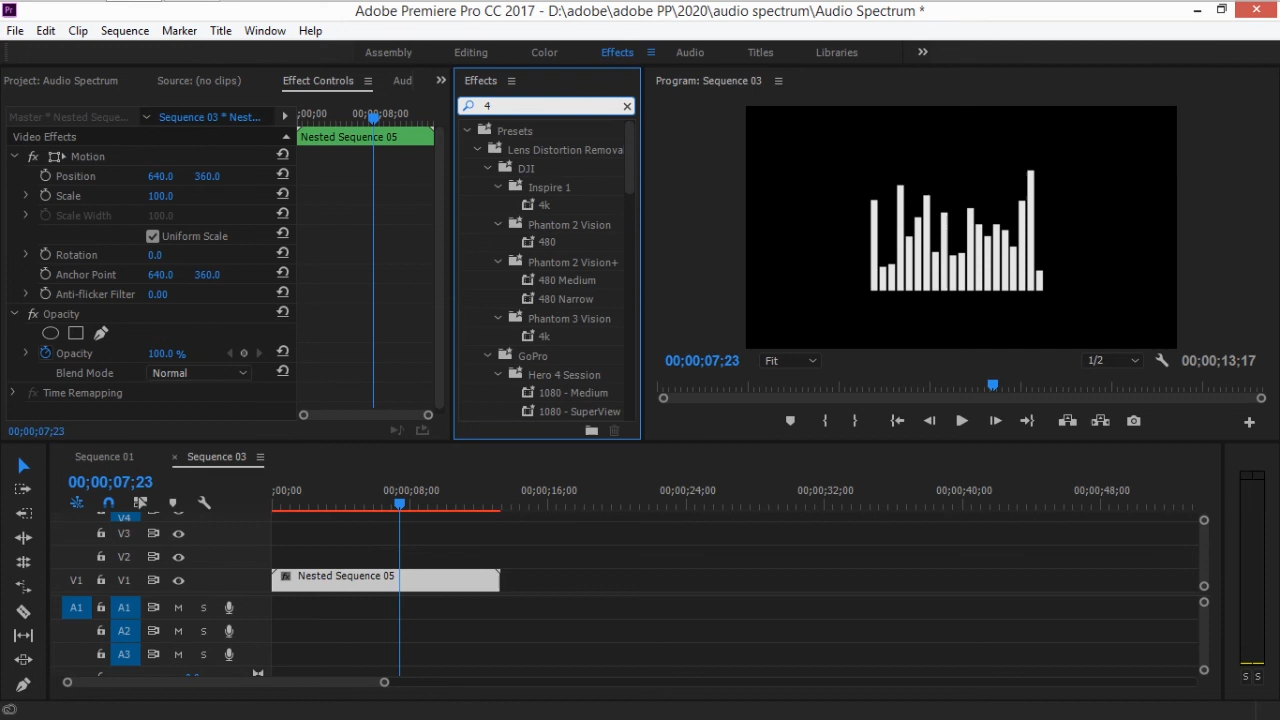 Pr Adobe Premiere Pro CC 2017 - D:\adobe\adobe PP\2020\audio spectrum\Audio Spectrum *
File Edit Clip Sequence Marker Title Window Help
Assembly Editing Color Effects Audio Titles Libraries
Project: Audio Spectrum Source: (no clips) Effect Controls Aud
Master * Nested Seque... Sequence 03 * Nest...
;00;00 00;00;08;00
Video Effects
Nested Sequence 05
Motion
Position 640.0 360.0
Scale 100.0
Scale Width 100.0
Uniform Scale
Rotation 0.0
Anchor Point 640.0 360.0
Anti-flicker Filter 0.00
fx Opacity
Opacity 100.0 %
Blend Mode Normal
Time Remapping
00;00;07;23
Effects
4
Presets
Lens Distortion Remova
DJI
Inspire 1
4k
Phantom 2 Vision
480
Phantom 2 Vision+
480 Medium
480 Narrow
Phantom 3 Vision
4k
GoPro
Hero 4 Session
1080 - Medium
1080 - SuperView
Program: Sequence 03
00;00;07;23 Fit 1/2 00;00;13;17
Sequence 01 × Sequence 03
00;00;07;23
;00;00 00;00;08;00 00;00;16;00 00;00;24;00 00;00;32;00 00;00;40;00 00;00;48;00
V4
V3
V2
V1 V1 Nested Sequence 05
A1 A1 M S
A2 M S
A3 M S
S S